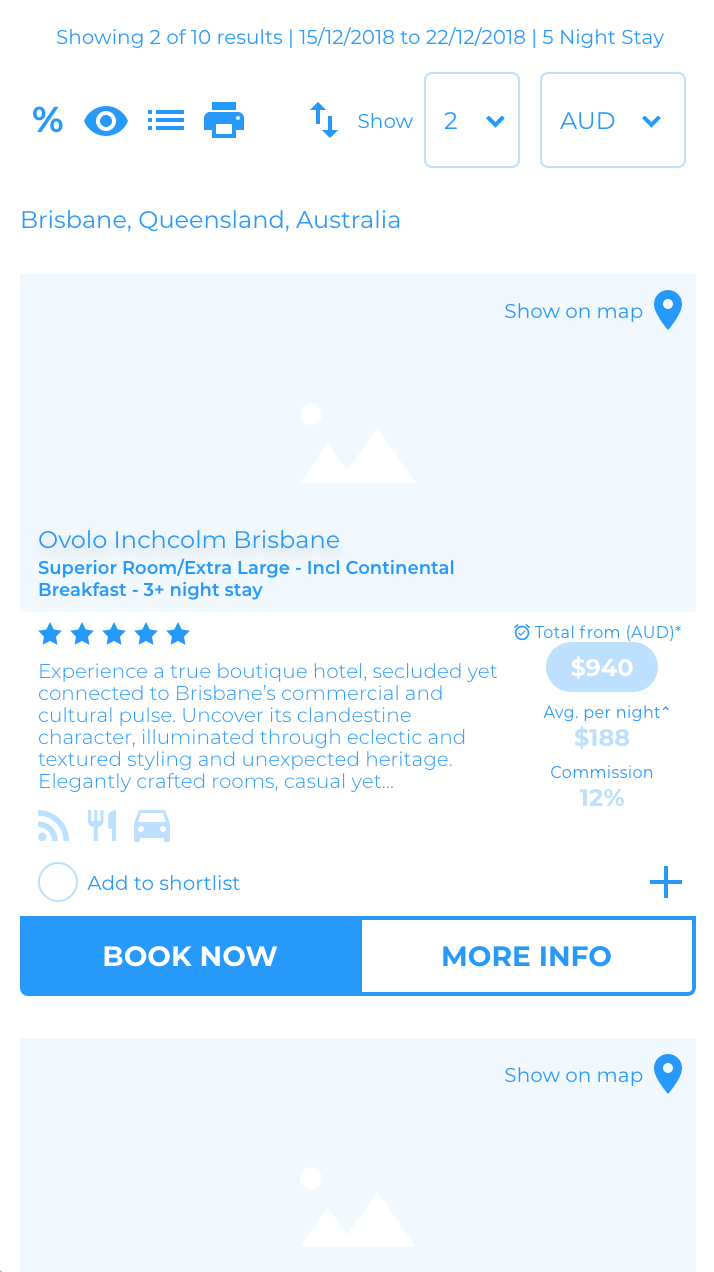 Showing 2 of 10 results | 15/12/2018 to 22/12/2018 | 5 Night Stay
% Show 2 AUD
Brisbane, Queensland, Australia
Show on map
Ovolo Inchcolm Brisbane
Superior Room/Extra Large - Incl Continental
Breakfast - 3+ night stay
Total from (AUD)*
$940
Avg. per night^
$188
Commission
12%
Experience a true boutique hotel, secluded yet
connected to Brisbane’s commercial and
cultural pulse. Uncover its clandestine
character, illuminated through eclectic and
textured styling and unexpected heritage.
Elegantly crafted rooms, casual yet...
Add to shortlist
BOOK NOW
MORE INFO
Show on map